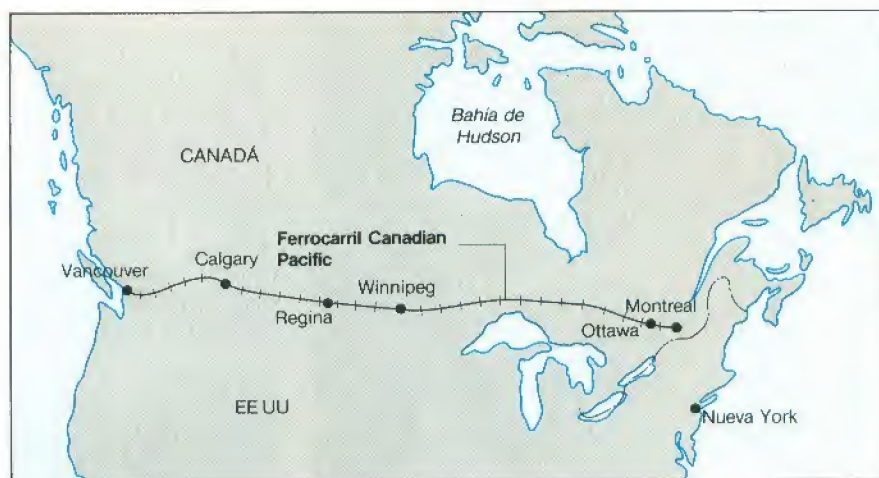 Bahía de
Hudson
CANADÁ
Ferrocarril Canadian
Pacific
Vancouver
Calgary
Winnipeg
Regina
Montreal
Ottawa
EE UU
Nueva York